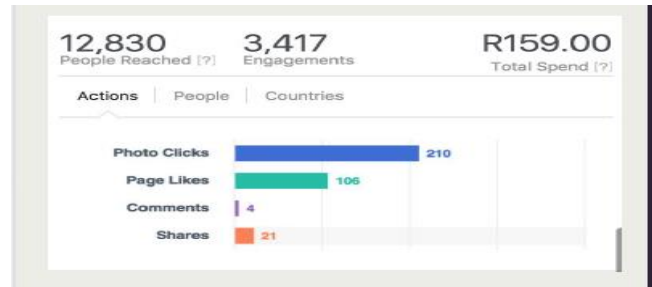 12,830 3,417 R159.00
People Reached [?] Engagements Total Spend [?]
Actions People Countries
Photo Clicks 210
Page Likes 106
Comments 4
Shares 21